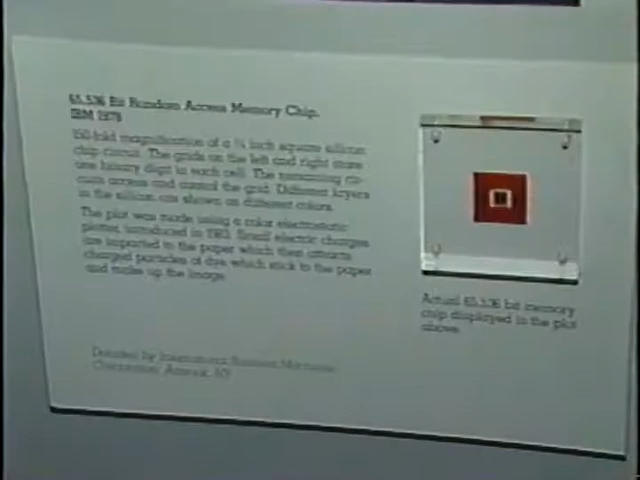 65,536 Bit Random Access Memory Chip.
IBM 1978
150-fold magnification of a ¼ inch square silicon
chip circuit. The grids on the left and right store
one binary digit in each cell. The remaining cir-
cuits access and control the grid. Different layers
in the silicon are shown as different colors.
The plot was made using a color electrostatic
plotter, introduced in 1983. Small electric charges
are imparted to the paper which then attracts
charged particles of dye which stick to the paper
and make up the image.
Donated by International Business Machines
Corporation, Armonk, NY
Actual 65,536 bit memory
chip displayed in the plot
above.